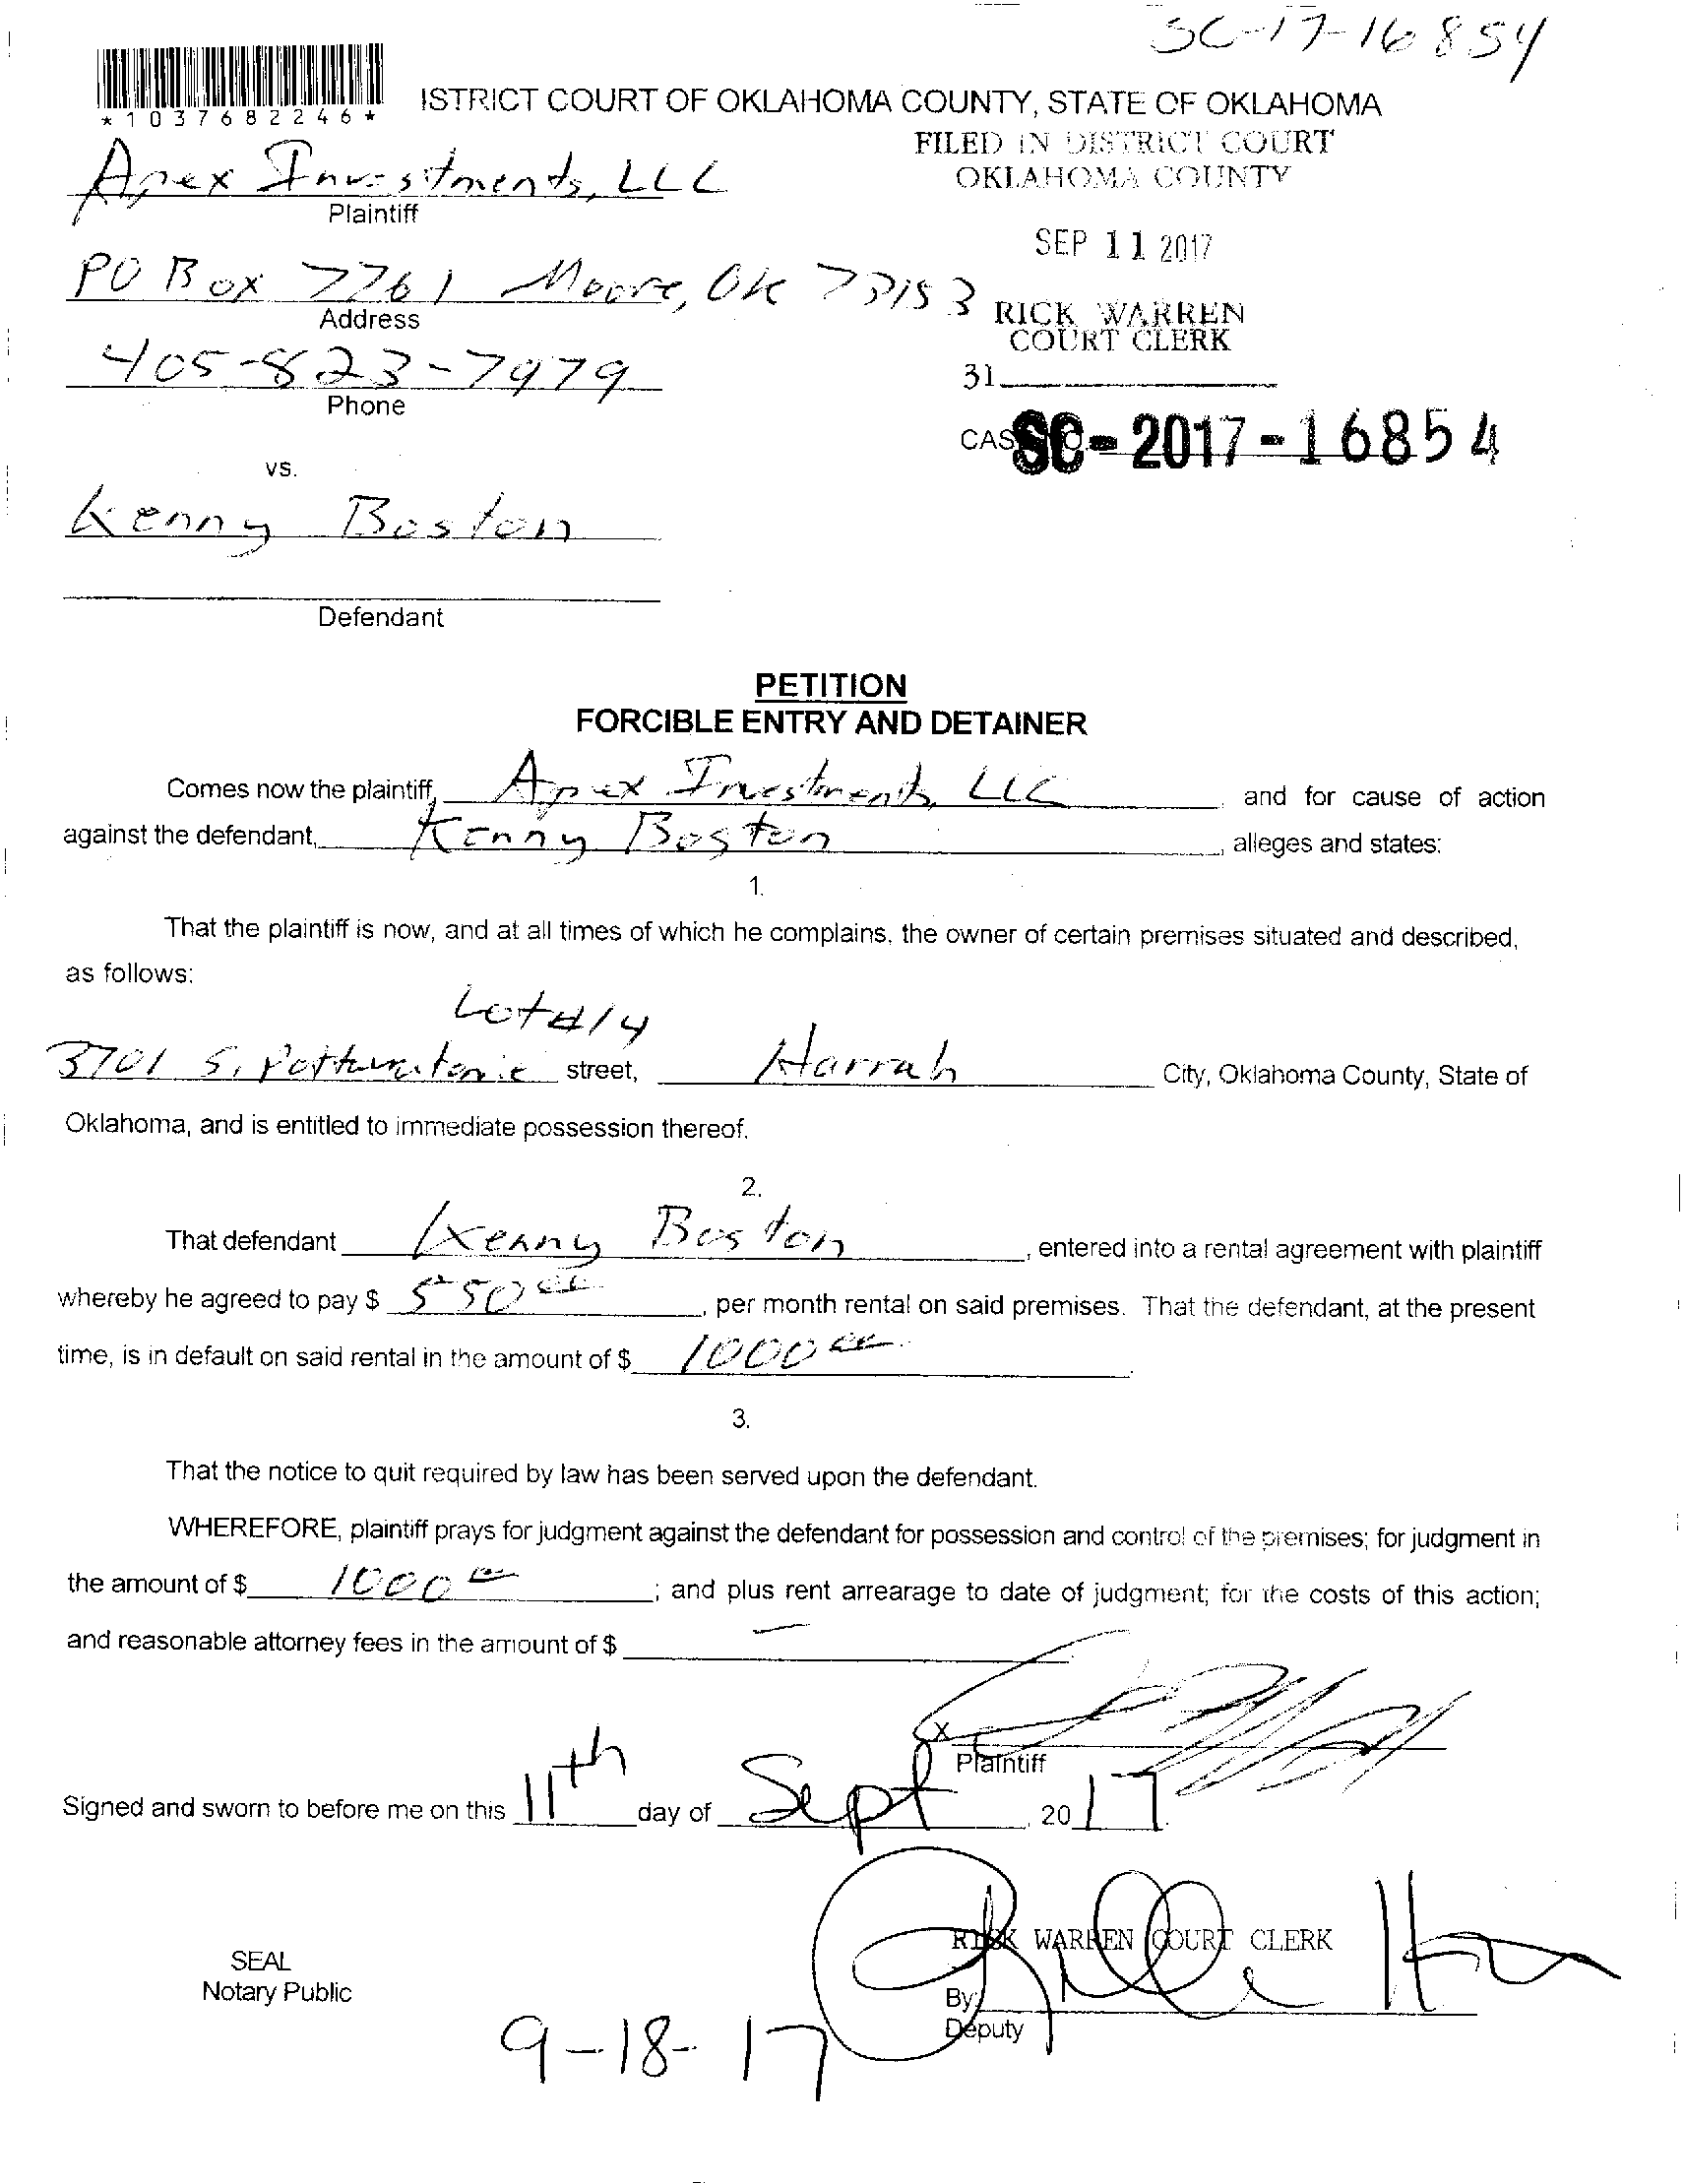 SC-17-16854
*1037682246*
ISTRICT COURT OF OKLAHOMA COUNTY, STATE OF OKLAHOMA
FILED IN DISTRICT COURT
OKLAHOMA COUNTY
Apex Investments, LLC
Plaintiff
SEP 11 2017
PO Box 7761 Moore, OK 73153
Address
RICK WARREN
COURT CLERK
405-823-7979
Phone
31
CAS SC-2017-16854
vs.
Kenny Boston
Defendant
PETITION
FORCIBLE ENTRY AND DETAINER
Comes now the plaintiff, Apex Investments, LLC and for cause of action
against the defendant, Kenny Boston, alleges and states:
1.
That the plaintiff is now, and at all times of which he complains, the owner of certain premises situated and described,
as follows:
Lot #14
3701 S. street, Harrah City, Oklahoma County, State of
Oklahoma, and is entitled to immediate possession thereof.
2.
That defendant Kenny Boston, entered into a rental agreement with plaintiff
whereby he agreed to pay $ 550 00, per month rental on said premises. That the defendant, at the present
time, is in default on said rental in the amount of $ 1000 00.
3.
That the notice to quit required by law has been served upon the defendant.
WHEREFORE, plaintiff prays for judgment against the defendant for possession and control of the premises; for judgment in
the amount of $ 1000 00; and plus rent arrearage to date of judgment; for the costs of this action;
and reasonable attorney fees in the amount of $ —
X
Plaintiff
Signed and sworn to before me on this 11th day of Sept, 2017.
RICK WARREN COURT CLERK
SEAL
Notary Public
By
Deputy
9-18-17